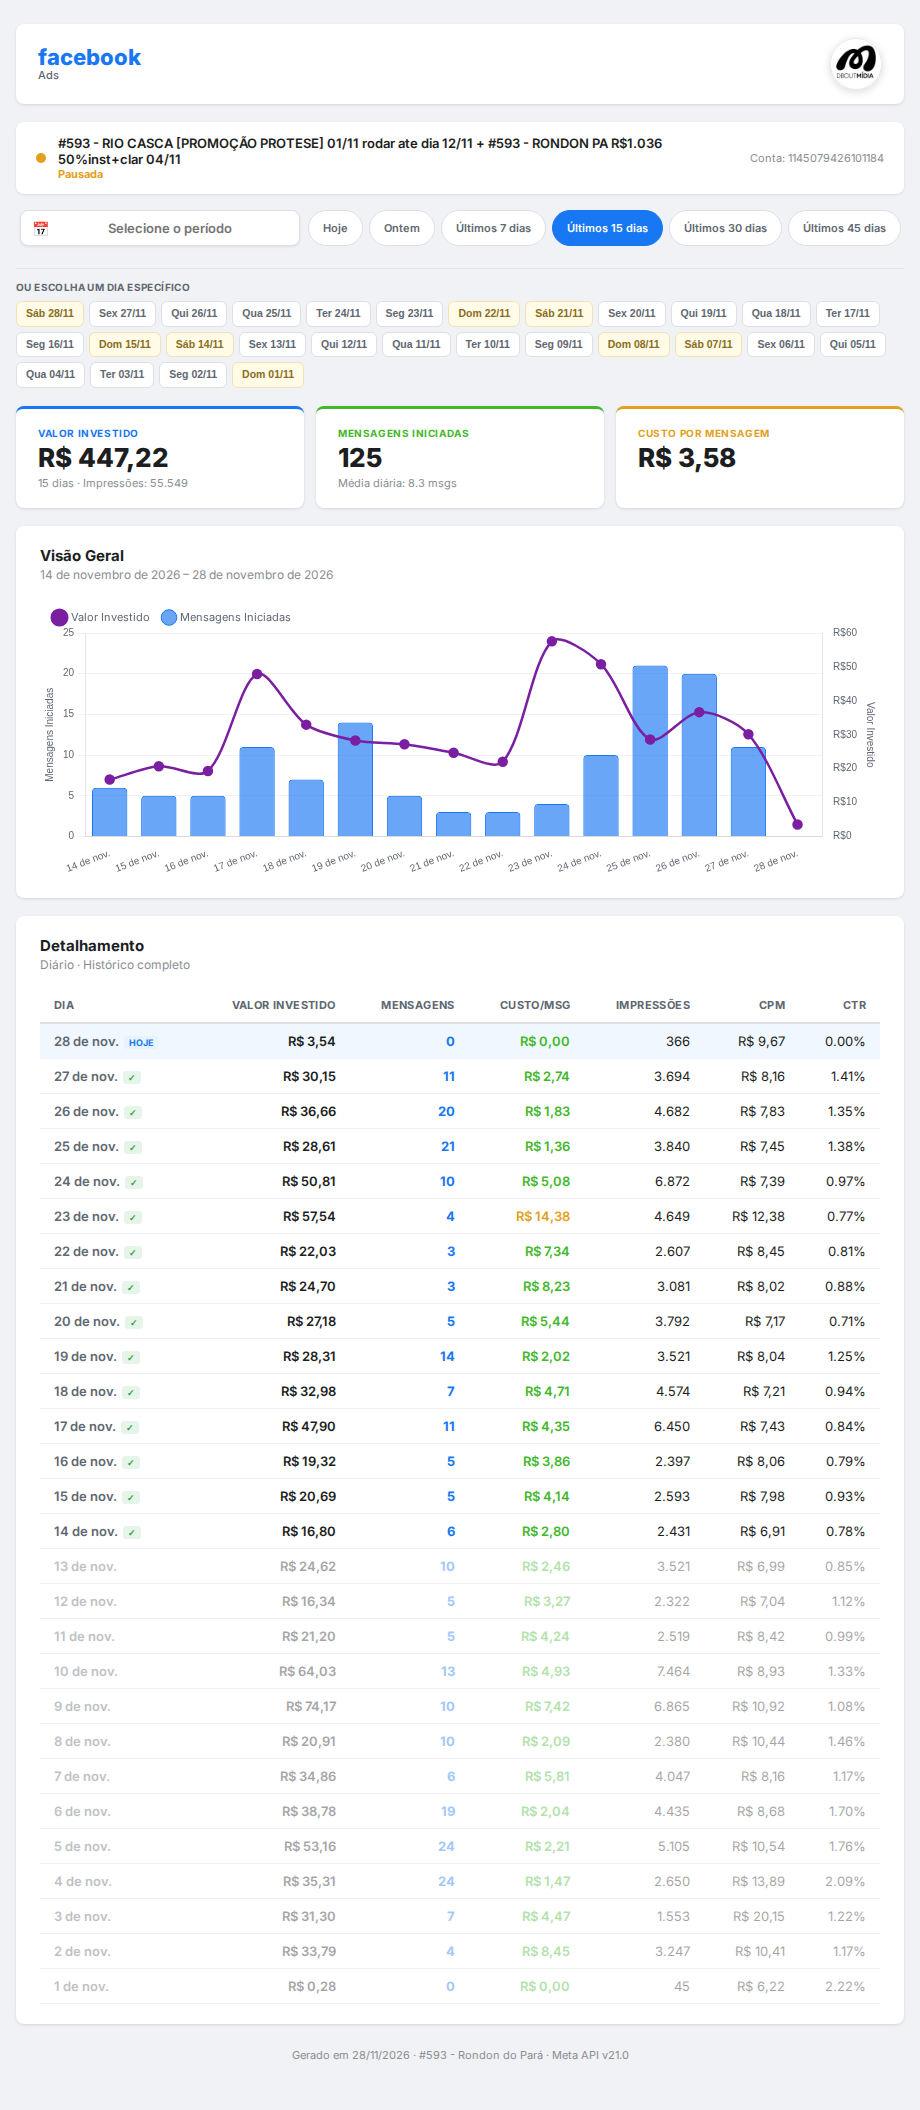 facebook
Ads
DBOUTMÍDIA
#593 - RIO CASCA [PROMOÇÃO PROTESE] 01/11 rodar ate dia 12/11 + #593 - RONDON PA R$1.036
50%inst+clar 04/11
Pausada
Conta: 1145079426101184
Selecione o período
Hoje
Ontem
Últimos 7 dias
Últimos 15 dias
Últimos 30 dias
Últimos 45 dias
OU ESCOLHA UM DIA ESPECÍFICO
Sáb 28/11 Sex 27/11 Qui 26/11 Qua 25/11 Ter 24/11 Seg 23/11 Dom 22/11 Sáb 21/11 Sex 20/11 Qui 19/11 Qua 18/11 Ter 17/11
Seg 16/11 Dom 15/11 Sáb 14/11 Sex 13/11 Qui 12/11 Qua 11/11 Ter 10/11 Seg 09/11 Dom 08/11 Sáb 07/11 Sex 06/11 Qui 05/11
Qua 04/11 Ter 03/11 Seg 02/11 Dom 01/11
VALOR INVESTIDO
R$ 447,22
15 dias · Impressões: 55.549
MENSAGENS INICIADAS
125
Média diária: 8.3 msgs
CUSTO POR MENSAGEM
R$ 3,58
Visão Geral
14 de novembro de 2026 – 28 de novembro de 2026
Valor Investido
Mensagens Iniciadas
Mensagens Iniciadas
25
20
15
10
5
0
R$60
R$50
R$40
R$30
R$20
R$10
R$0
Valor Investido
14 de nov. 15 de nov. 16 de nov. 17 de nov. 18 de nov. 19 de nov. 20 de nov. 21 de nov. 22 de nov. 23 de nov. 24 de nov. 25 de nov. 26 de nov. 27 de nov. 28 de nov.
Detalhamento
Diário · Histórico completo
DIA VALOR INVESTIDO MENSAGENS CUSTO/MSG IMPRESSÕES CPM CTR
28 de nov. HOJE R$ 3,54 0 R$ 0,00 366 R$ 9,67 0.00%
27 de nov. ✓ R$ 30,15 11 R$ 2,74 3.694 R$ 8,16 1.41%
26 de nov. ✓ R$ 36,66 20 R$ 1,83 4.682 R$ 7,83 1.35%
25 de nov. ✓ R$ 28,61 21 R$ 1,36 3.840 R$ 7,45 1.38%
24 de nov. ✓ R$ 50,81 10 R$ 5,08 6.872 R$ 7,39 0.97%
23 de nov. ✓ R$ 57,54 4 R$ 14,38 4.649 R$ 12,38 0.77%
22 de nov. ✓ R$ 22,03 3 R$ 7,34 2.607 R$ 8,45 0.81%
21 de nov. ✓ R$ 24,70 3 R$ 8,23 3.081 R$ 8,02 0.88%
20 de nov. ✓ R$ 27,18 5 R$ 5,44 3.792 R$ 7,17 0.71%
19 de nov. ✓ R$ 28,31 14 R$ 2,02 3.521 R$ 8,04 1.25%
18 de nov. ✓ R$ 32,98 7 R$ 4,71 4.574 R$ 7,21 0.94%
17 de nov. ✓ R$ 47,90 11 R$ 4,35 6.450 R$ 7,43 0.84%
16 de nov. ✓ R$ 19,32 5 R$ 3,86 2.397 R$ 8,06 0.79%
15 de nov. ✓ R$ 20,69 5 R$ 4,14 2.593 R$ 7,98 0.93%
14 de nov. ✓ R$ 16,80 6 R$ 2,80 2.431 R$ 6,91 0.78%
13 de nov. R$ 24,62 10 R$ 2,46 3.521 R$ 6,99 0.85%
12 de nov. R$ 16,34 5 R$ 3,27 2.322 R$ 7,04 1.12%
11 de nov. R$ 21,20 5 R$ 4,24 2.519 R$ 8,42 0.99%
10 de nov. R$ 64,03 13 R$ 4,93 7.464 R$ 8,93 1.33%
9 de nov. R$ 74,17 10 R$ 7,42 6.865 R$ 10,92 1.08%
8 de nov. R$ 20,91 10 R$ 2,09 2.380 R$ 10,44 1.46%
7 de nov. R$ 34,86 6 R$ 5,81 4.047 R$ 8,16 1.17%
6 de nov. R$ 38,78 19 R$ 2,04 4.435 R$ 8,68 1.70%
5 de nov. R$ 53,16 24 R$ 2,21 5.105 R$ 10,54 1.76%
4 de nov. R$ 35,31 24 R$ 1,47 2.650 R$ 13,89 2.09%
3 de nov. R$ 31,30 7 R$ 4,47 1.553 R$ 20,15 1.22%
2 de nov. R$ 33,79 4 R$ 8,45 3.247 R$ 10,41 1.17%
1 de nov. R$ 0,28 0 R$ 0,00 45 R$ 6,22 2.22%
Gerado em 28/11/2026 · #593 - Rondon do Pará · Meta API v21.0